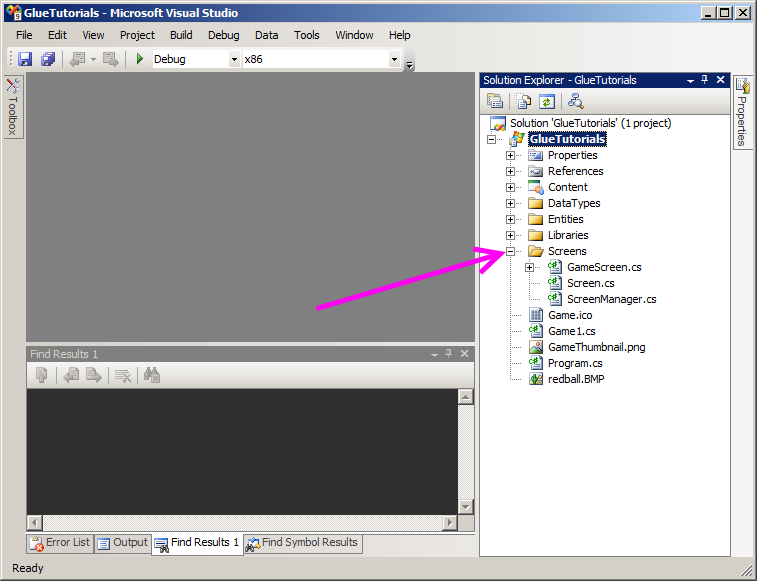 GlueTutorials - Microsoft Visual Studio
File Edit View Project Build Debug Data Tools Window Help
Debug x86
Toolbox
Solution Explorer - GlueTutorials
Properties
Solution 'GlueTutorials' (1 project)
GlueTutorials
Properties
References
Content
DataTypes
Entities
Libraries
Screens
GameScreen.cs
Screen.cs
ScreenManager.cs
Game.ico
Game1.cs
GameThumbnail.png
Program.cs
redball.BMP
Find Results 1
Error List Output Find Results 1 Find Symbol Results
Ready